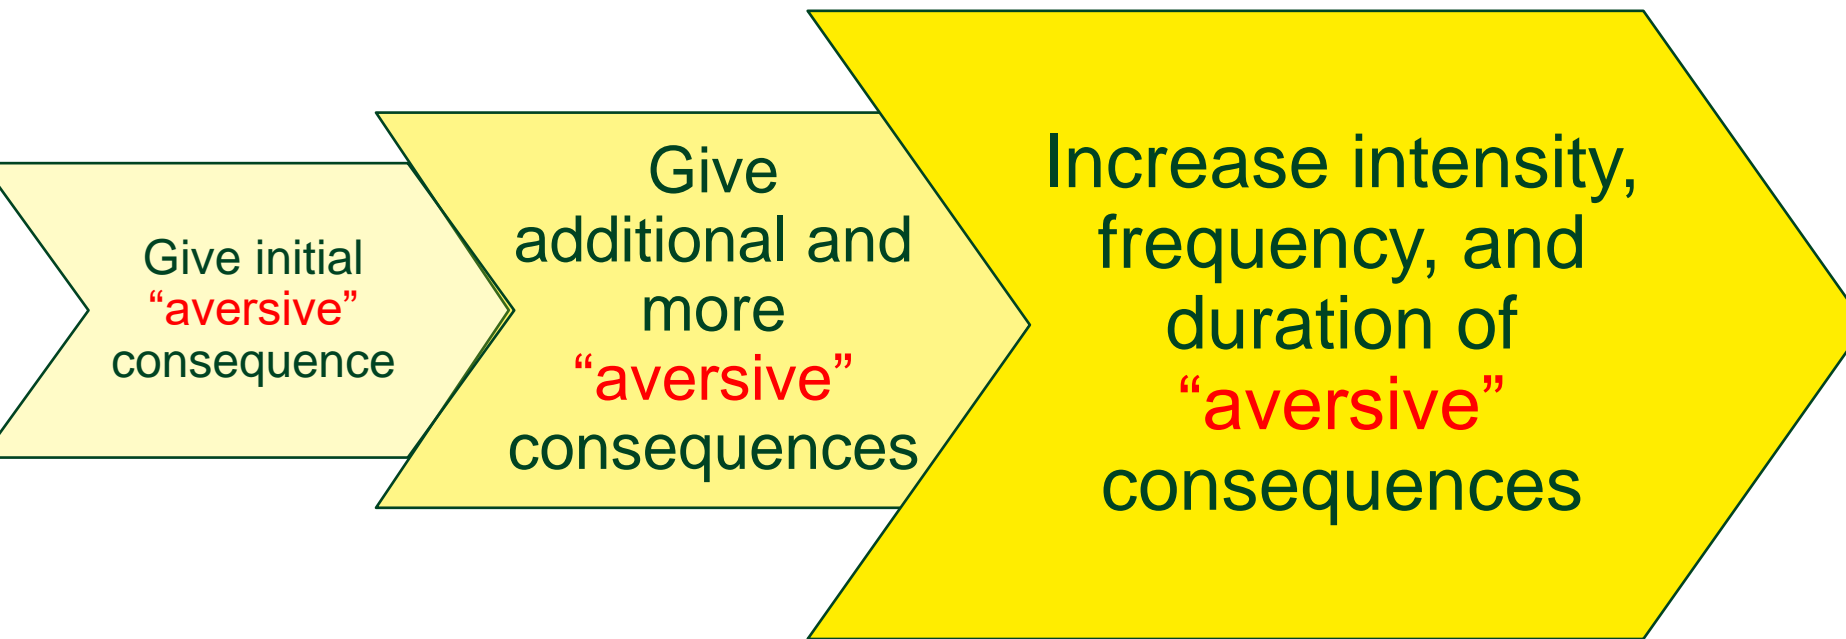 Give initial
“aversive”
consequence
Give
additional and
more
“aversive”
consequences
Increase intensity,
frequency, and
duration of
“aversive”
consequences